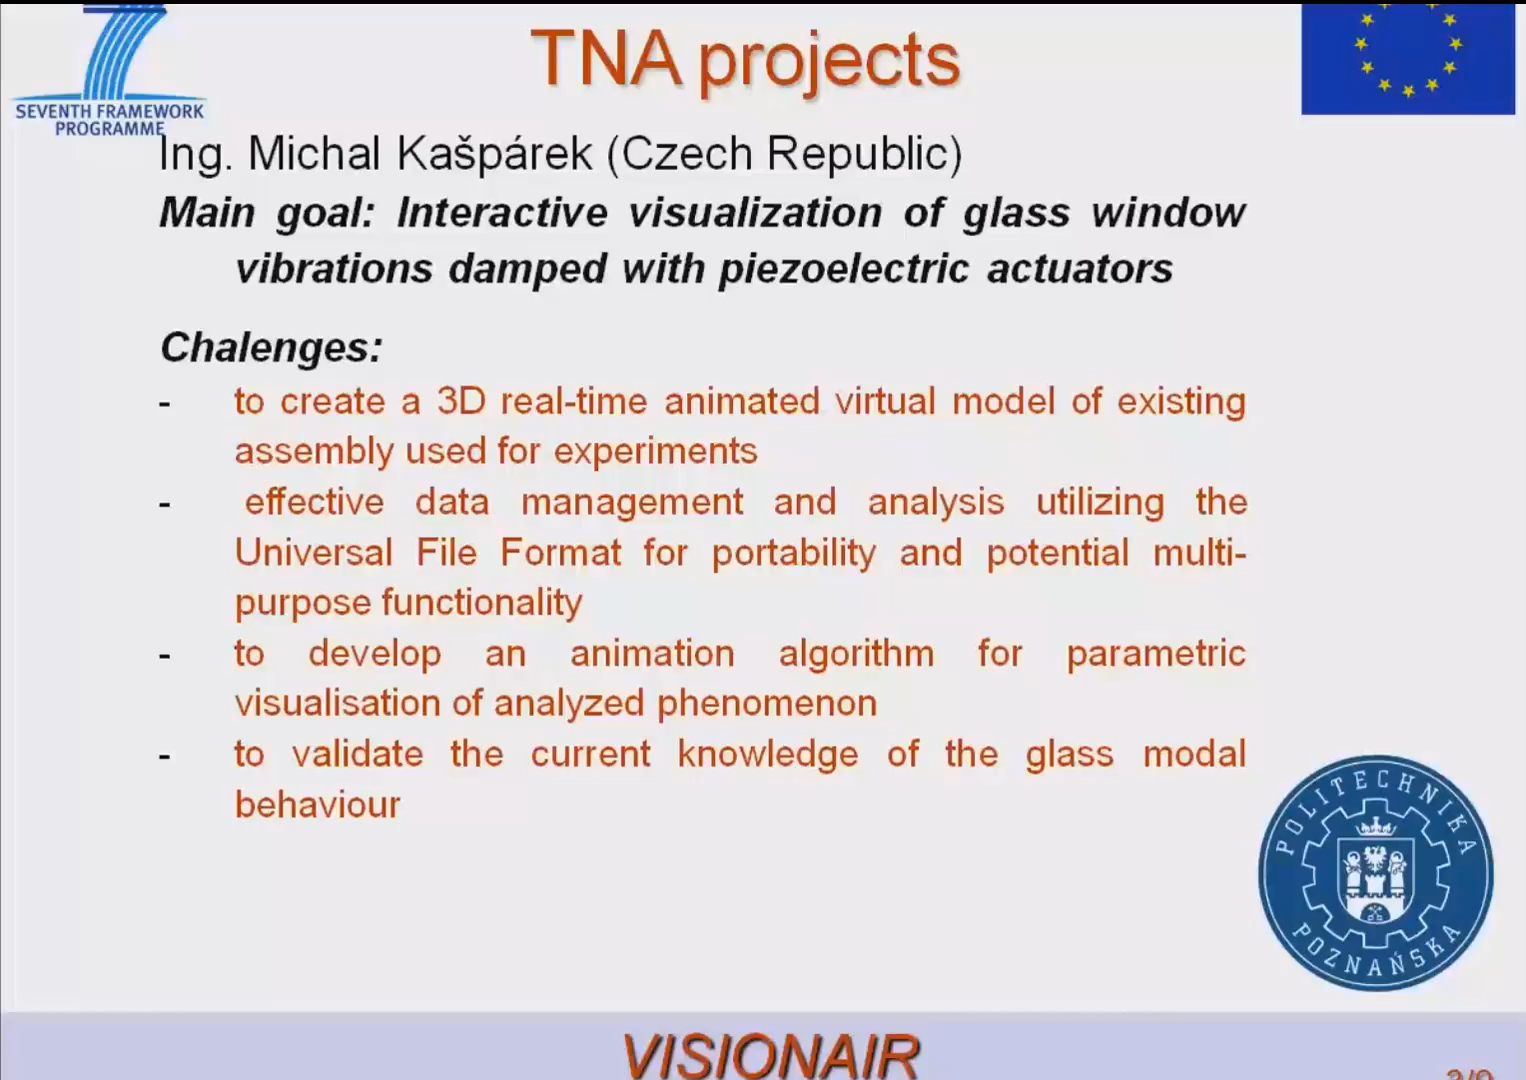 TNA projects
SEVENTH FRAMEWORK
PROGRAMME
Ing. Michal Kašpárek (Czech Republic)
Main goal: Interactive visualization of glass window
vibrations damped with piezoelectric actuators
Chalenges:
- to create a 3D real-time animated virtual model of existing
assembly used for experiments
- effective data management and analysis utilizing the
Universal File Format for portability and potential multi-
purpose functionality
- to develop an animation algorithm for parametric
visualisation of analyzed phenomenon
- to validate the current knowledge of the glass modal
behaviour
POLITECHNIKA
POZNAŃSKA
VISIONAIR